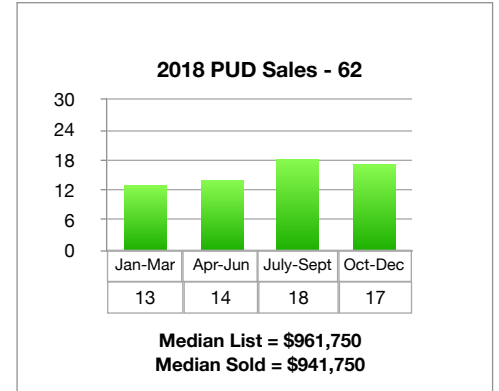 2018 PUD Sales - 62
30
24
18
12
6
0
Jan-Mar Apr-Jun July-Sept Oct-Dec
13 14 18 17
Median List = $961,750
Median Sold = $941,750